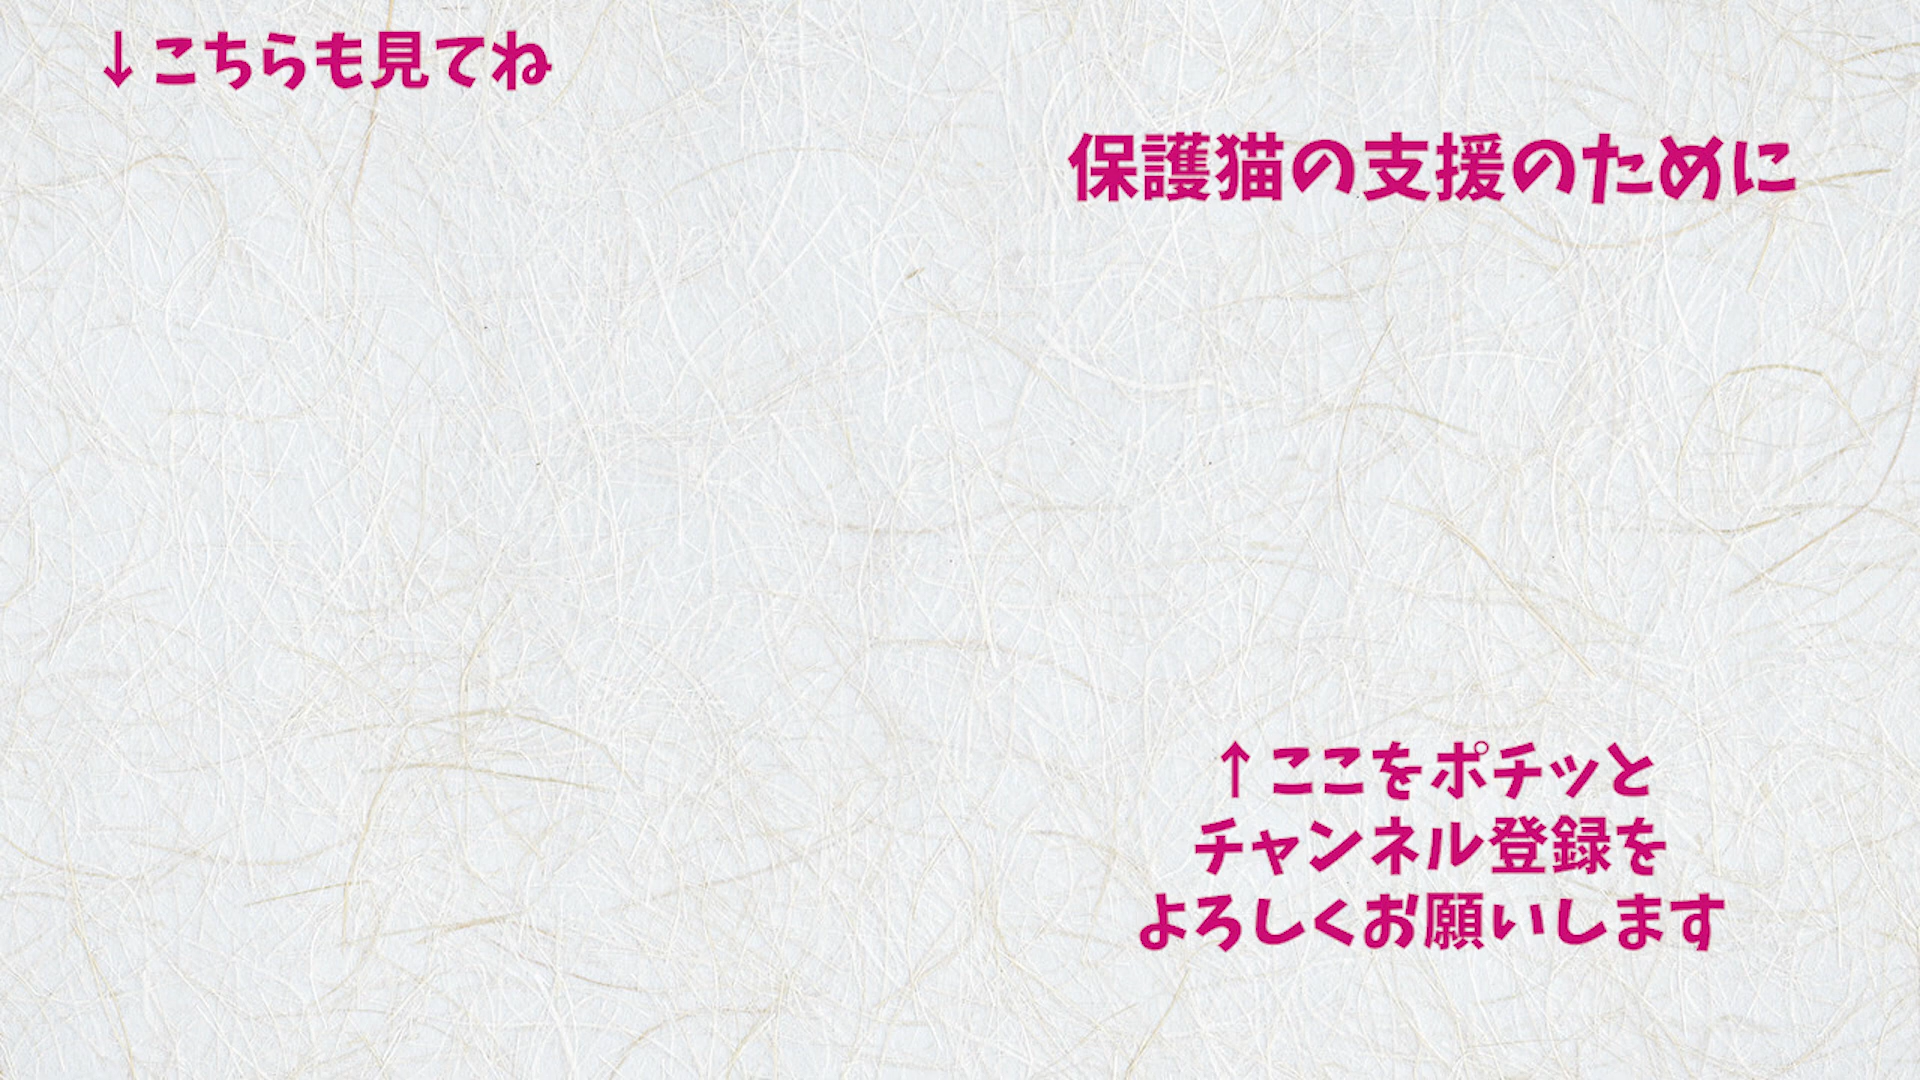 ↓こちらも見てね
保護猫の支援のために
↑ここをポチッと
チャンネル登録を
よろしくお願いします